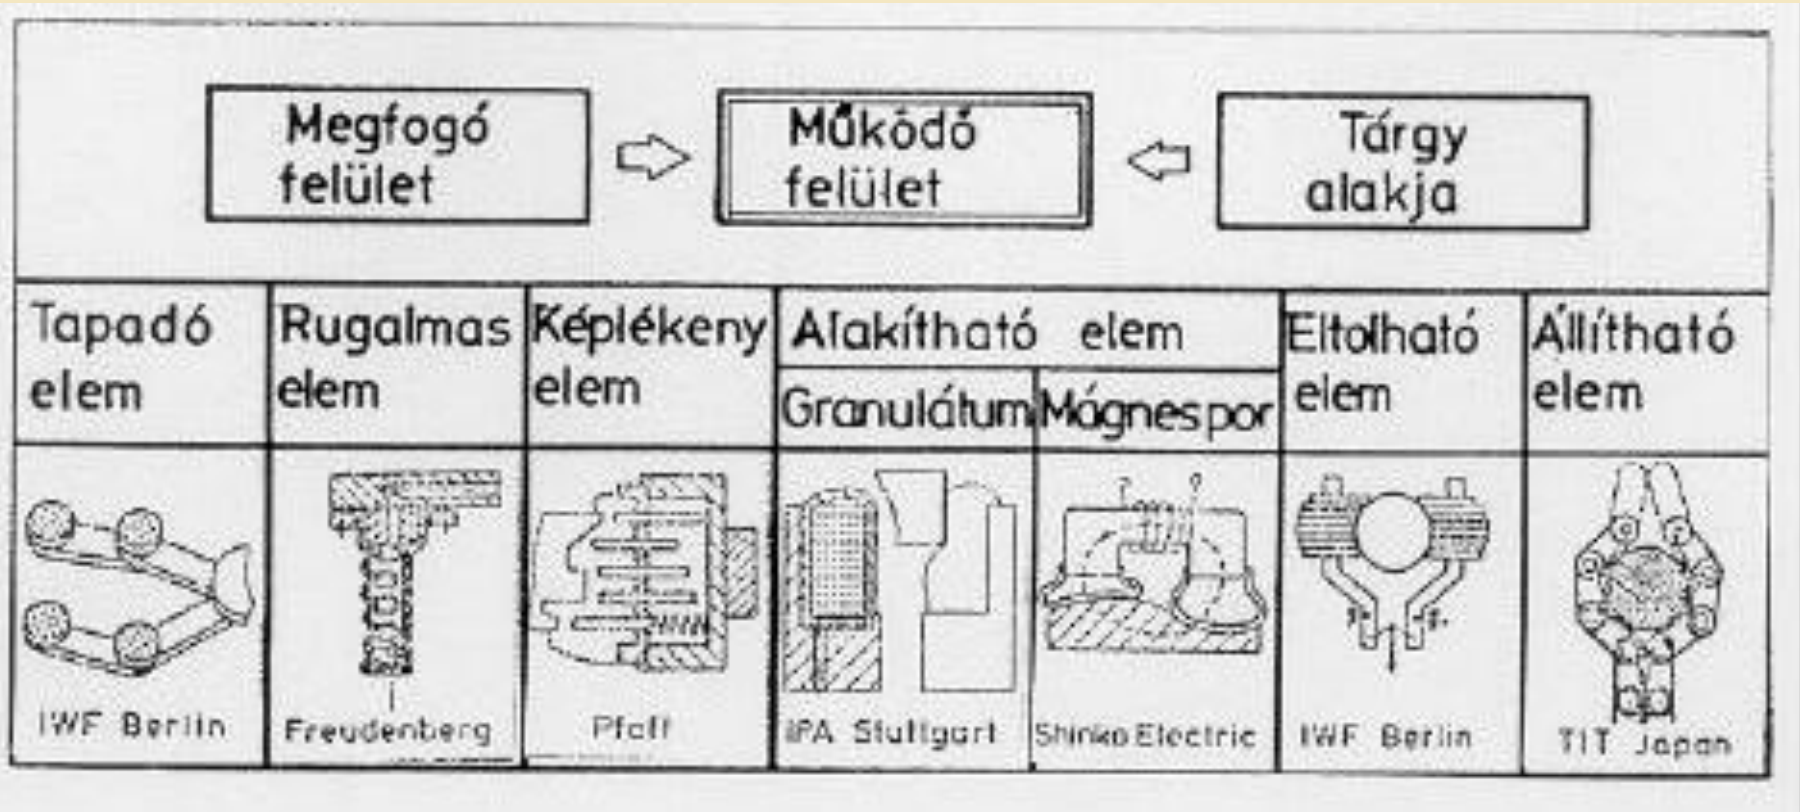 Megfogó
felület
Működő
felület
Tárgy
alakja
Tapadó
elem
Rugalmas
elem
Képlékeny
elem
Alakítható elem
Granulátum
Mágnespor
Eltolható
elem
Állítható
elem
IWF Berlin
Freudenberg
Pfaff
IPA Stuttgart
Shinko Electric
IWF Berlin
TIT Japan